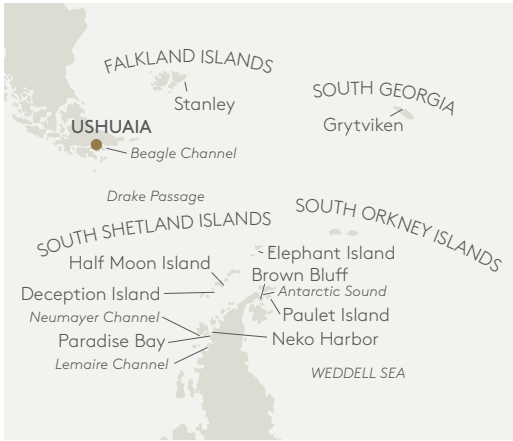 FALKLAND ISLANDS
Stanley
SOUTH GEORGIA
Grytviken
USHUAIA
Beagle Channel
Drake Passage
SOUTH SHETLAND ISLANDS
SOUTH ORKNEY ISLANDS
Elephant Island
Half Moon Island
Brown Bluff
Deception Island
Antarctic Sound
Neumayer Channel
Paulet Island
Paradise Bay
Neko Harbor
Lemaire Channel
WEDDELL SEA